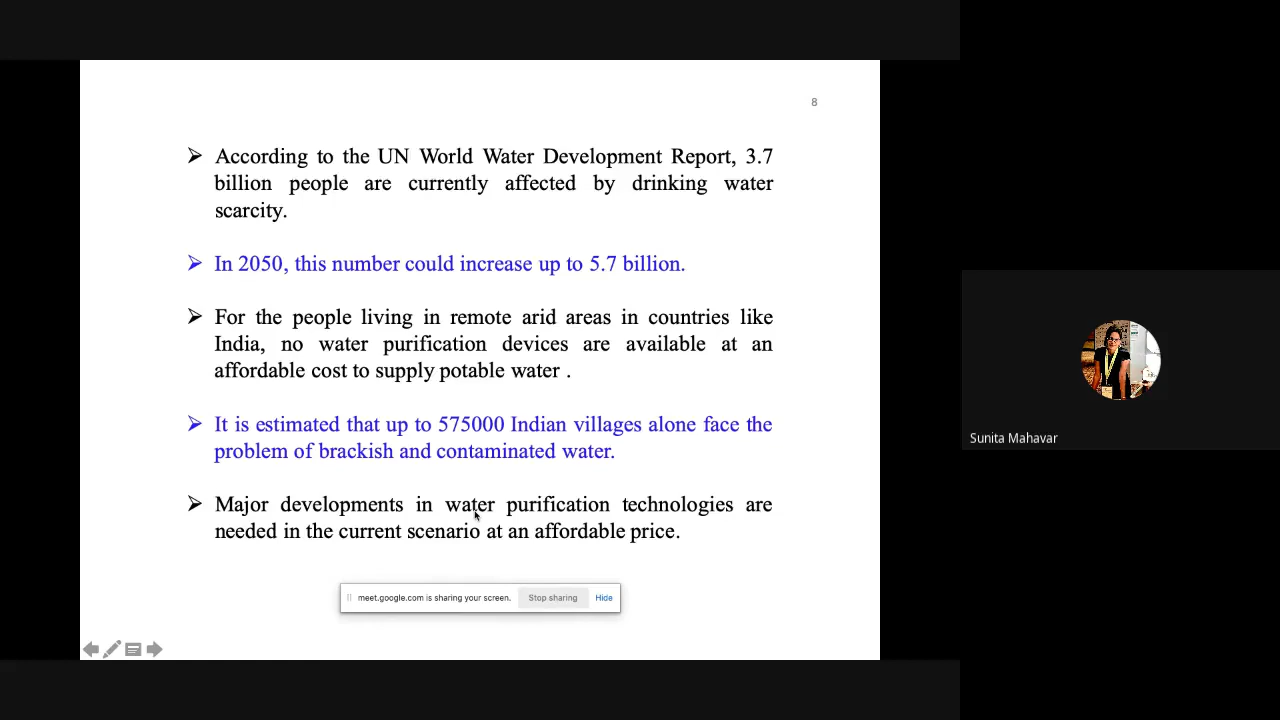 8
➢ According to the UN World Water Development Report, 3.7
billion people are currently affected by drinking water
scarcity.
➢ In 2050, this number could increase up to 5.7 billion.
➢ For the people living in remote arid areas in countries like
India, no water purification devices are available at an
affordable cost to supply potable water .
➢ It is estimated that up to 575000 Indian villages alone face the
problem of brackish and contaminated water.
➢ Major developments in water purification technologies are
needed in the current scenario at an affordable price.
meet.google.com is sharing your screen. Stop sharing Hide
Sunita Mahavar